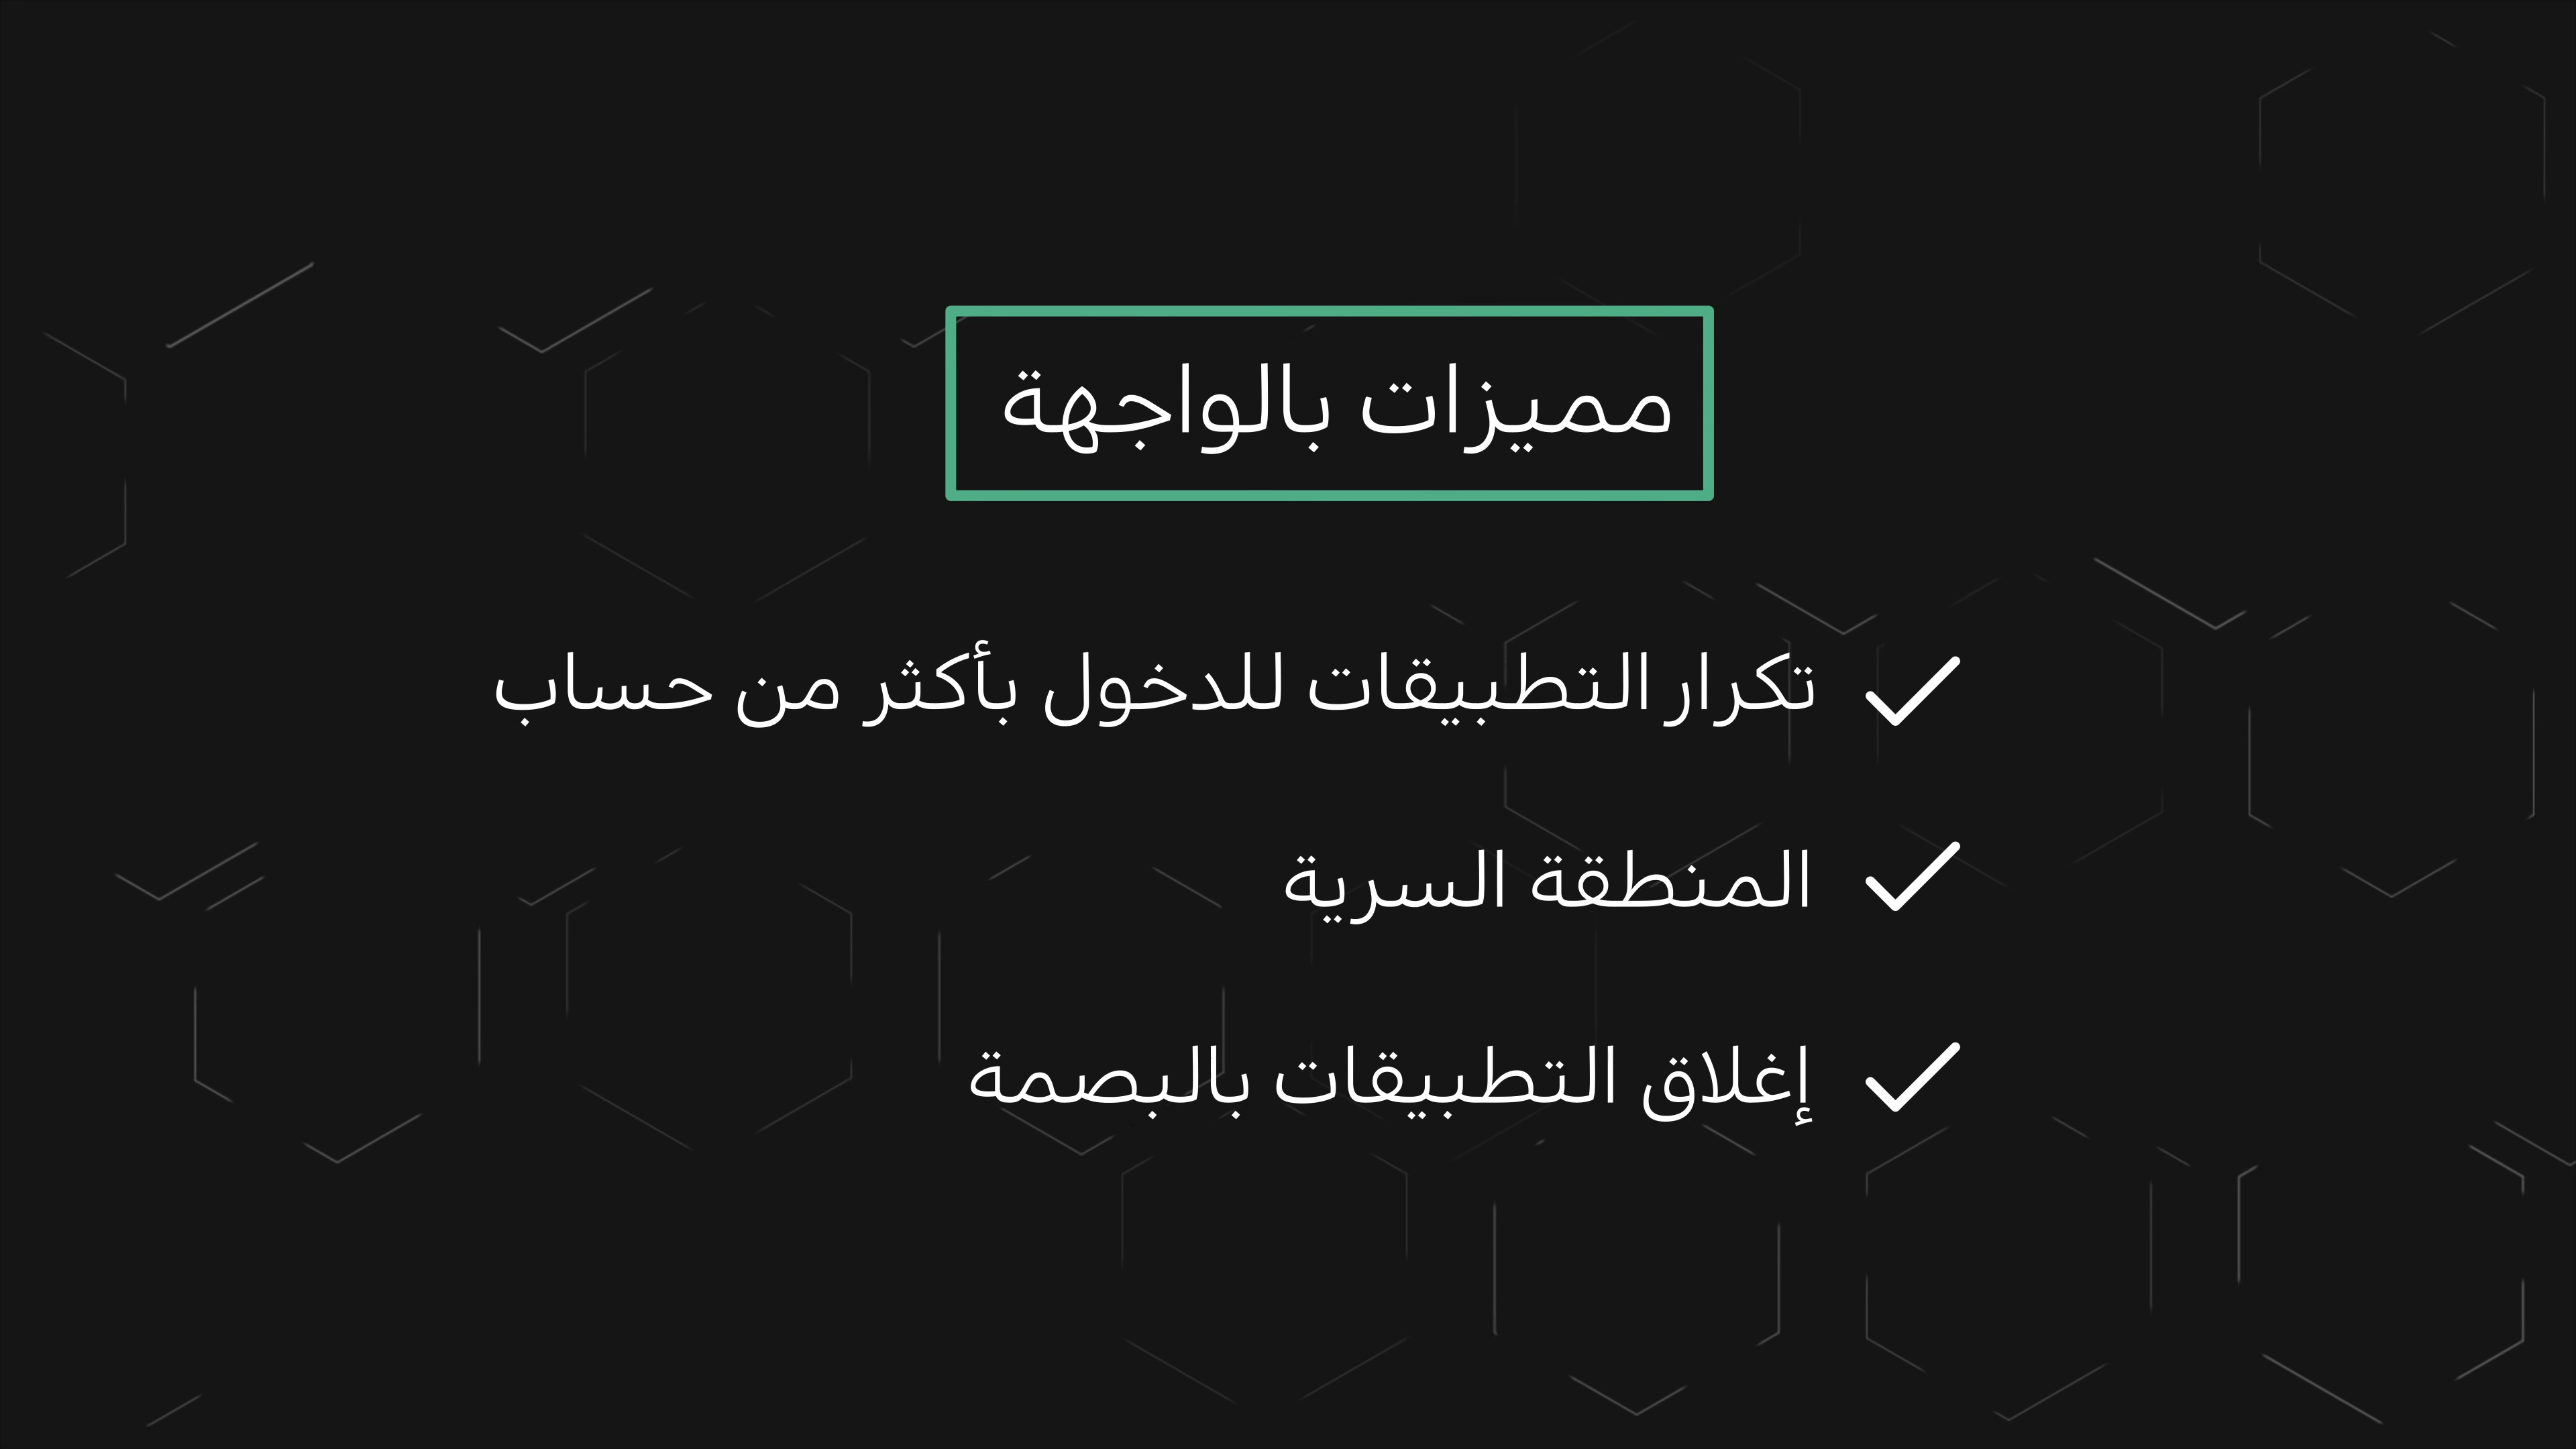 مميزات بالواجهة
تكرار التطبيقات للدخول بأكثر من حساب
المنطقة السرية
إغلاق التطبيقات بالبصمة